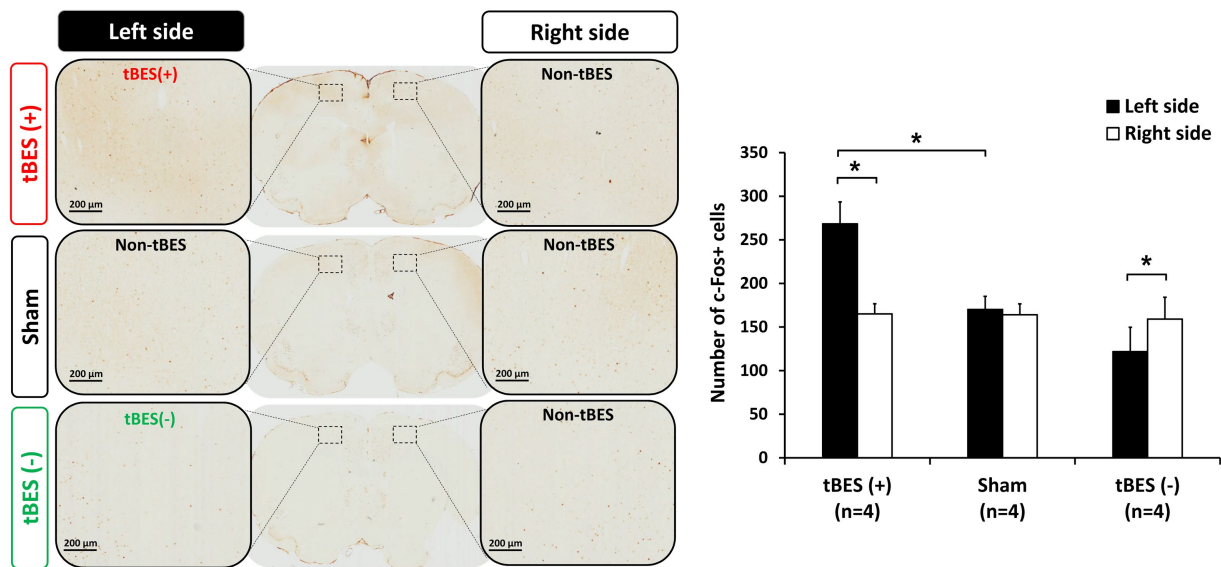 Left side
Right side
tBES (+)
tBES(+)
Non-tBES
200 µm
200 µm
Sham
Non-tBES
Non-tBES
200 µm
200 µm
tBES (-)
tBES(-)
Non-tBES
200 µm
200 µm
Left side
Right side
Number of c-Fos+ cells
350
300
250
200
150
100
50
0
*
*
*
tBES (+)
(n=4)
Sham
(n=4)
tBES (-)
(n=4)